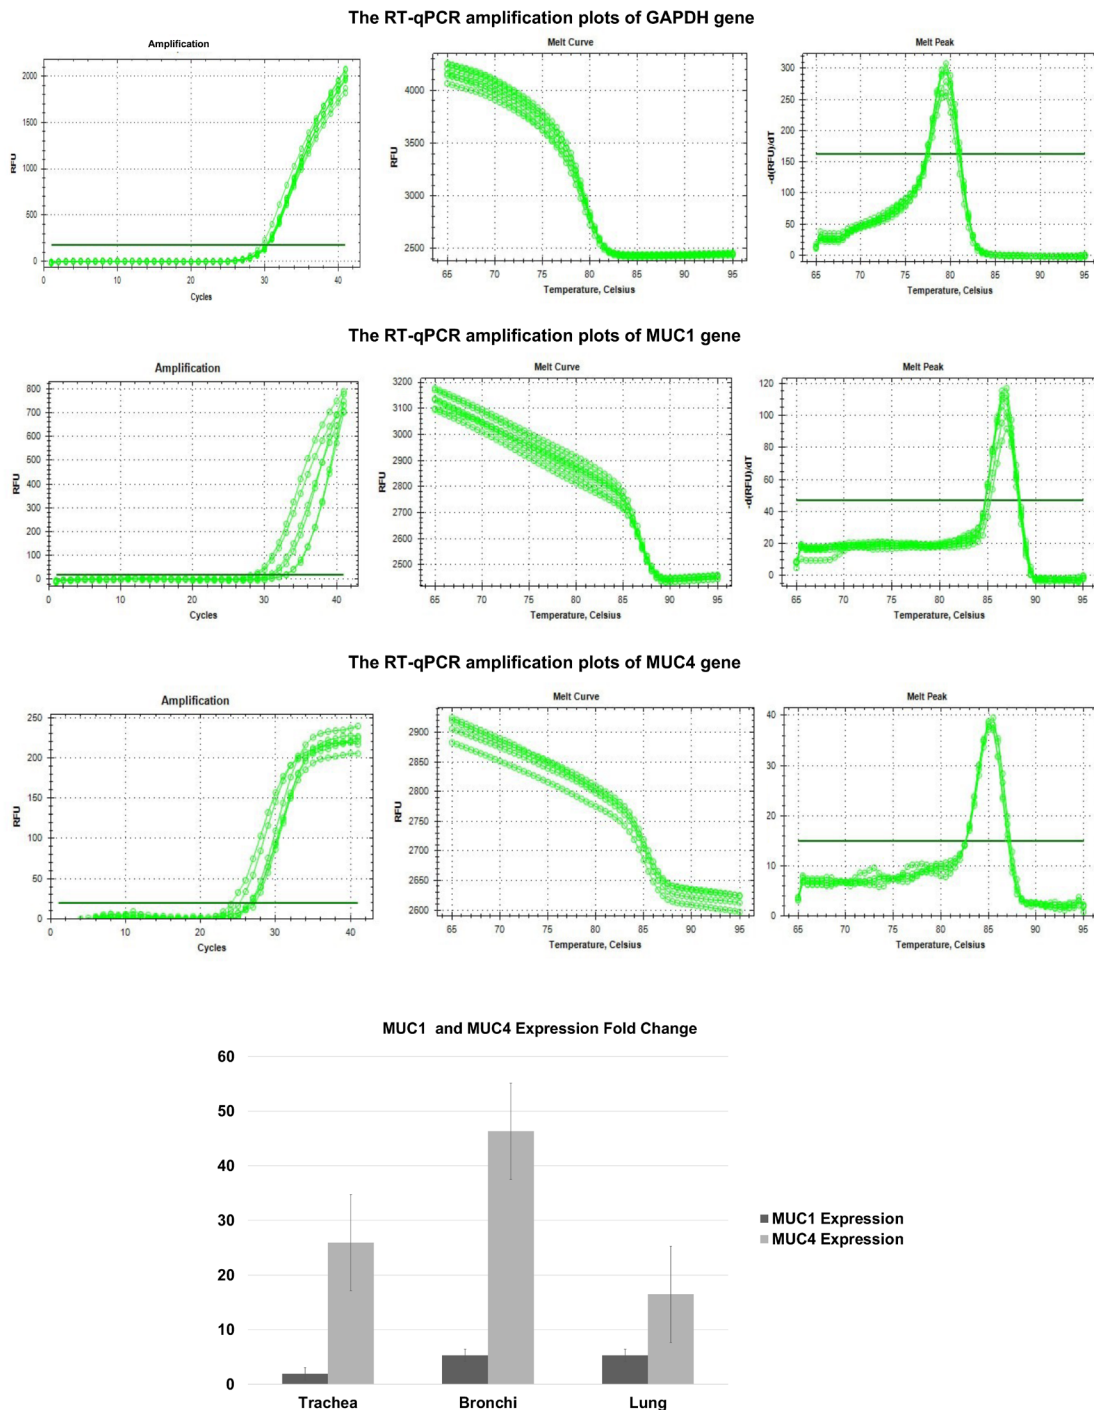 The RT-qPCR amplification plots of GAPDH gene
Amplification
Melt Curve
Melt Peak
2000
1500
1000
500
0
RFU
0 10 20 30 40
Cycles
4000
3500
3000
2500
RFU
65 70 75 80 85 90 95
Temperature, Celsius
300
250
200
150
100
50
0
-d(RFU)/dT
65 70 75 80 85 90 95
Temperature, Celsius
The RT-qPCR amplification plots of MUC1 gene
Amplification
Melt Curve
Melt Peak
800
700
600
500
400
300
200
100
0
RFU
0 10 20 30 40
Cycles
3200
3100
3000
2900
2800
2700
2600
2500
RFU
65 70 75 80 85 90 95
Temperature, Celsius
120
100
80
60
40
20
0
-d(RFU)/dT
65 70 75 80 85 90 95
Temperature, Celsius
The RT-qPCR amplification plots of MUC4 gene
Amplification
Melt Curve
Melt Peak
250
200
150
100
50
0
RFU
0 10 20 30 40
Cycles
2900
2850
2800
2750
2700
2650
2600
RFU
65 70 75 80 85 90 95
Temperature, Celsius
40
30
20
10
0
-d(RFU)/dT
65 70 75 80 85 90 95
Temperature, Celsius
MUC1 and MUC4 Expression Fold Change
60
50
40
30
20
10
0
Trachea Bronchi Lung
MUC1 Expression
MUC4 Expression